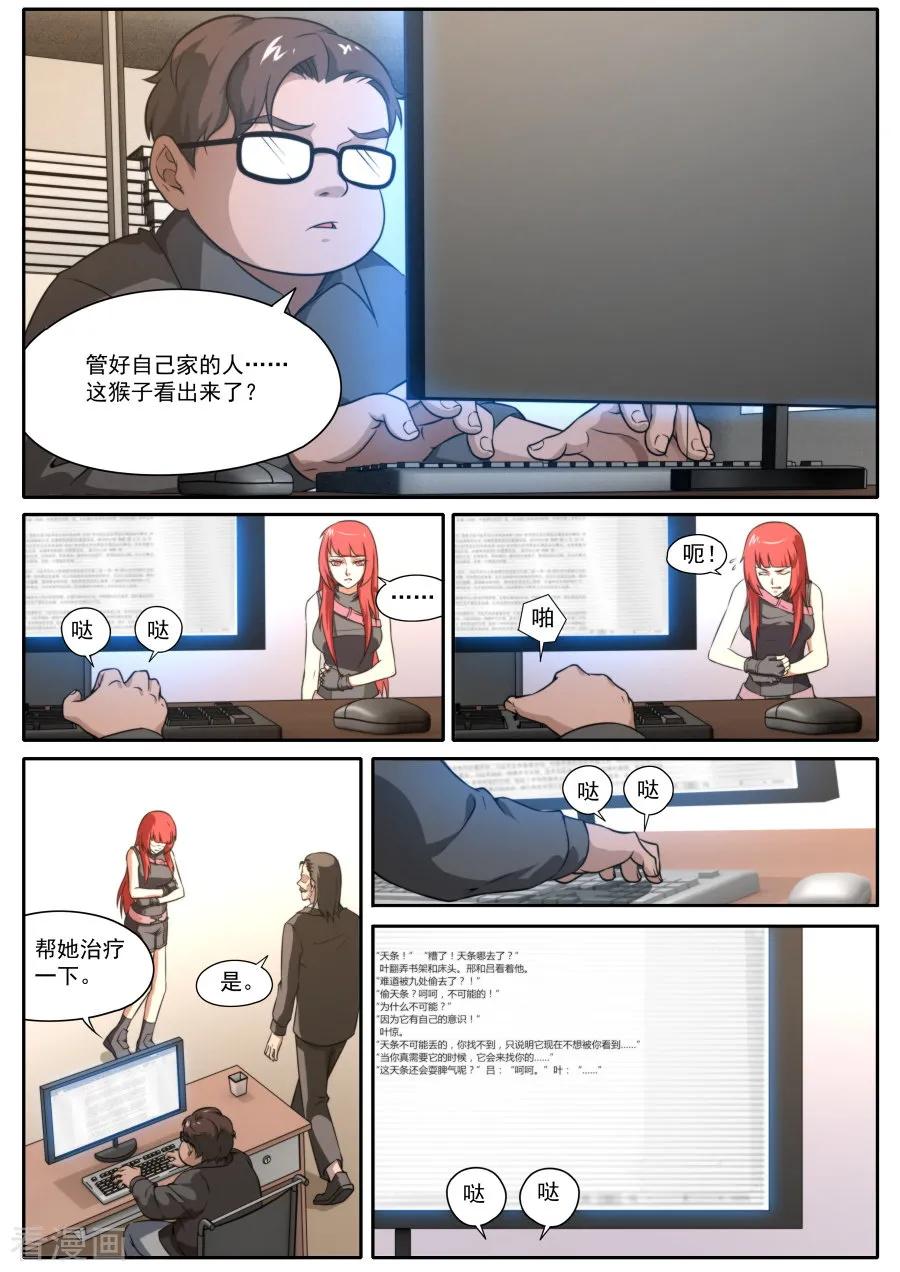 管好自己家的人……
这猴子看出来了？
哒
哒
……
啪
呃！
帮她治疗
一下。
是。
哒
哒
“天条！” “糟了！天条哪去了？”
叶翻弄书架和床头。邢和吕看着他。
“难道被九处偷去了？！”
“偷天条？呵呵，不可能的！”
“为什么不可能？”
“因为它有自己的意识！”
叶惊。
“天条不可能丢的，你找不到，只说明它现在不想被你看到……”
“当你真需要它的时候，它会来找你的……”
“这天条还会耍脾气呢？” 吕：“呵呵。” 叶：“……”
哒
哒
看漫画